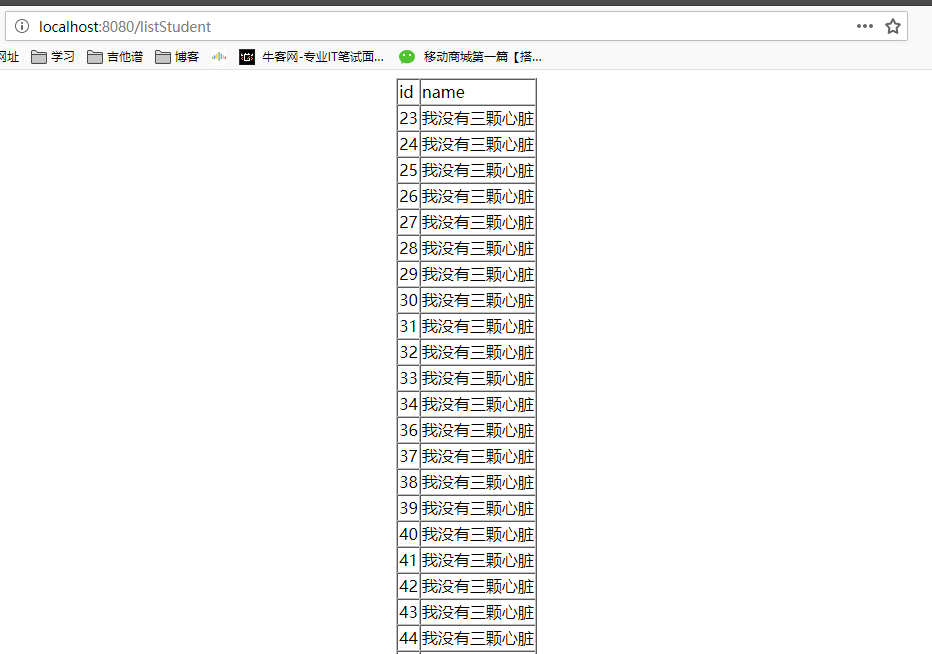 localhost:8080/listStudent
网址 学习 吉他谱 博客 牛客网-专业IT笔试面... 移动商城第一篇【搭...
id name
23 我没有三颗心脏
24 我没有三颗心脏
25 我没有三颗心脏
26 我没有三颗心脏
27 我没有三颗心脏
28 我没有三颗心脏
29 我没有三颗心脏
30 我没有三颗心脏
31 我没有三颗心脏
32 我没有三颗心脏
33 我没有三颗心脏
34 我没有三颗心脏
36 我没有三颗心脏
37 我没有三颗心脏
38 我没有三颗心脏
39 我没有三颗心脏
40 我没有三颗心脏
41 我没有三颗心脏
42 我没有三颗心脏
43 我没有三颗心脏
44 我没有三颗心脏